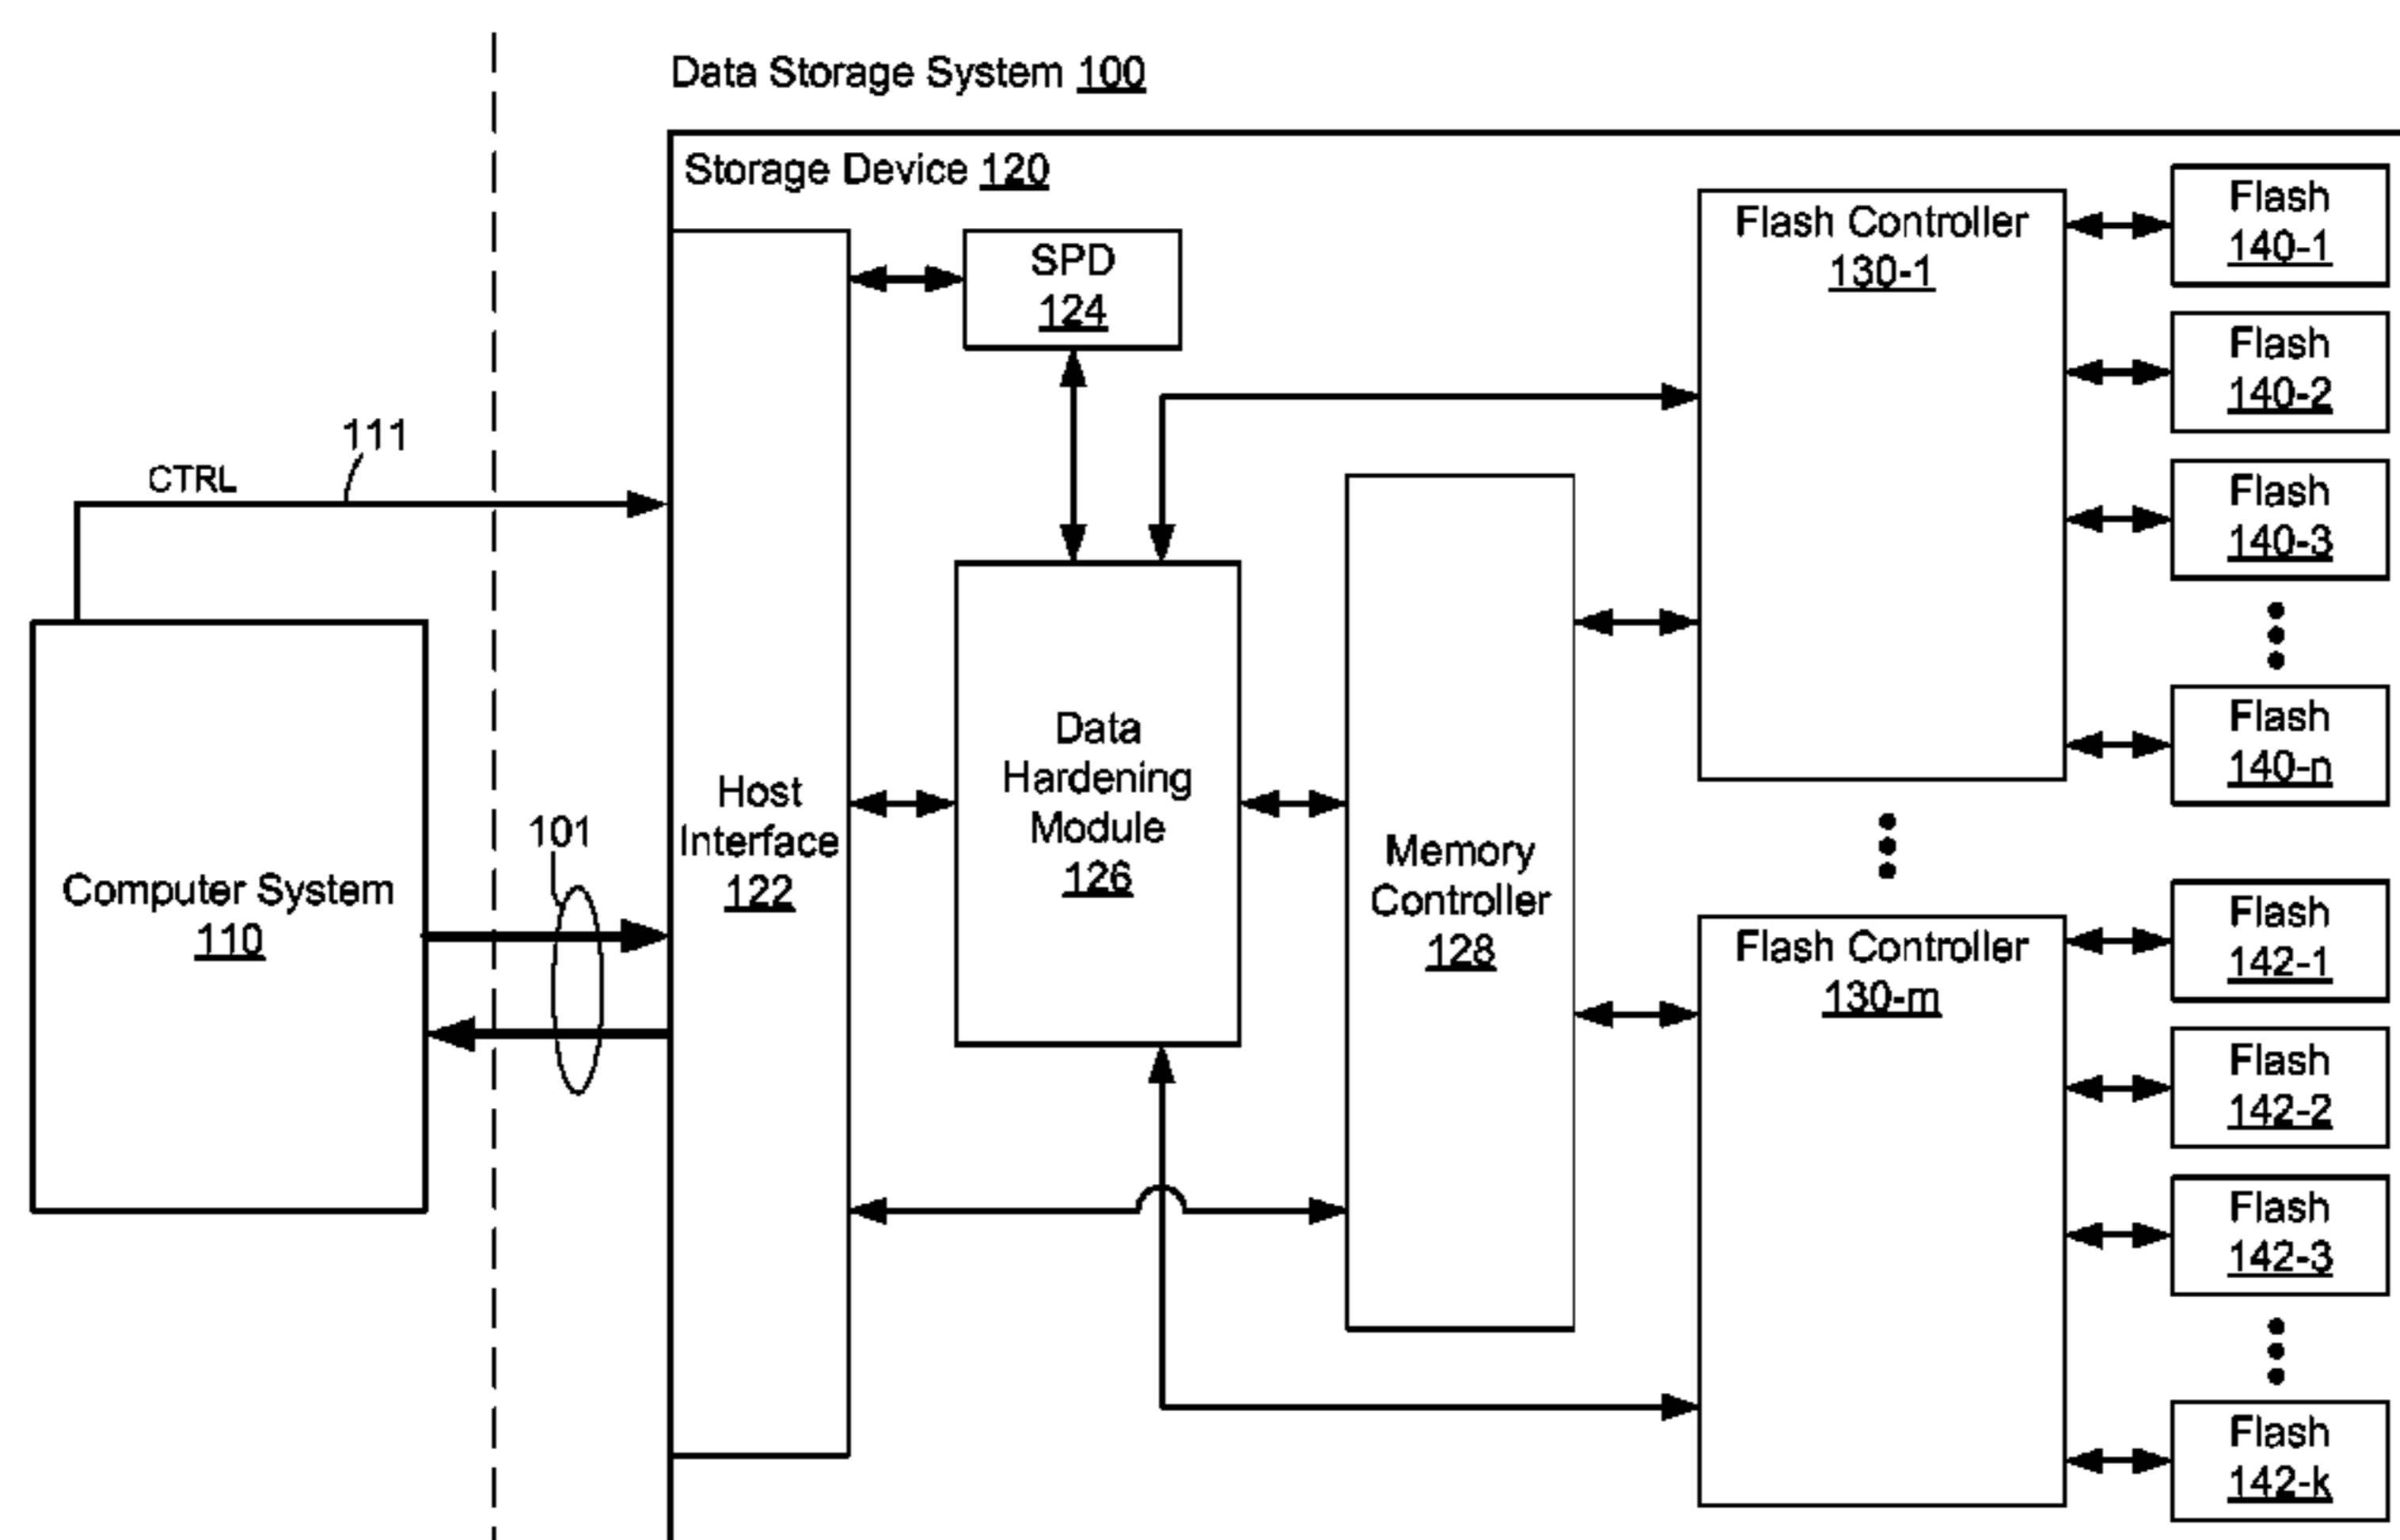 Data Storage System 100
Storage Device 120
CTRL
111
Computer System
110
101
Host
Interface
122
SPD
124
Data
Hardening
Module
126
Memory
Controller
128
Flash Controller
130-1
Flash
140-1
Flash
140-2
Flash
140-3
Flash
140-n
Flash Controller
130-m
Flash
142-1
Flash
142-2
Flash
142-3
Flash
142-k